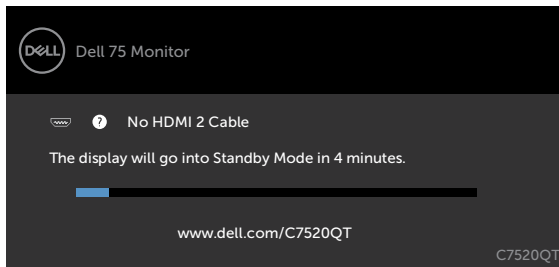 DELL
Dell 75 Monitor
? No HDMI 2 Cable
The display will go into Standby Mode in 4 minutes.
www.dell.com/C7520QT
C7520QT